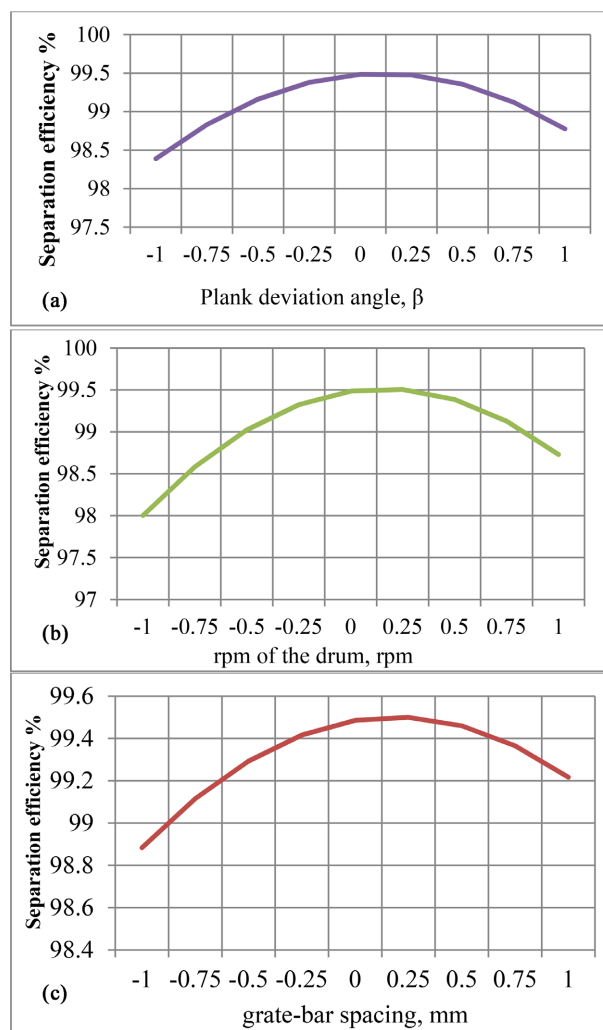 Separation efficiency %
100
99.5
99
98.5
98
97.5
-1 -0.75 -0.5 -0.25 0 0.25 0.5 0.75 1
(a)
Plank deviation angle, β
Separation efficiency %
100
99.5
99
98.5
98
97.5
97
-1 -0.75 -0.5 -0.25 0 0.25 0.5 0.75 1
(b)
rpm of the drum, rpm
Separation efficiency %
99.6
99.4
99.2
99
98.8
98.6
98.4
-1 -0.75 -0.5 -0.25 0 0.25 0.5 0.75 1
(c)
grate-bar spacing, mm